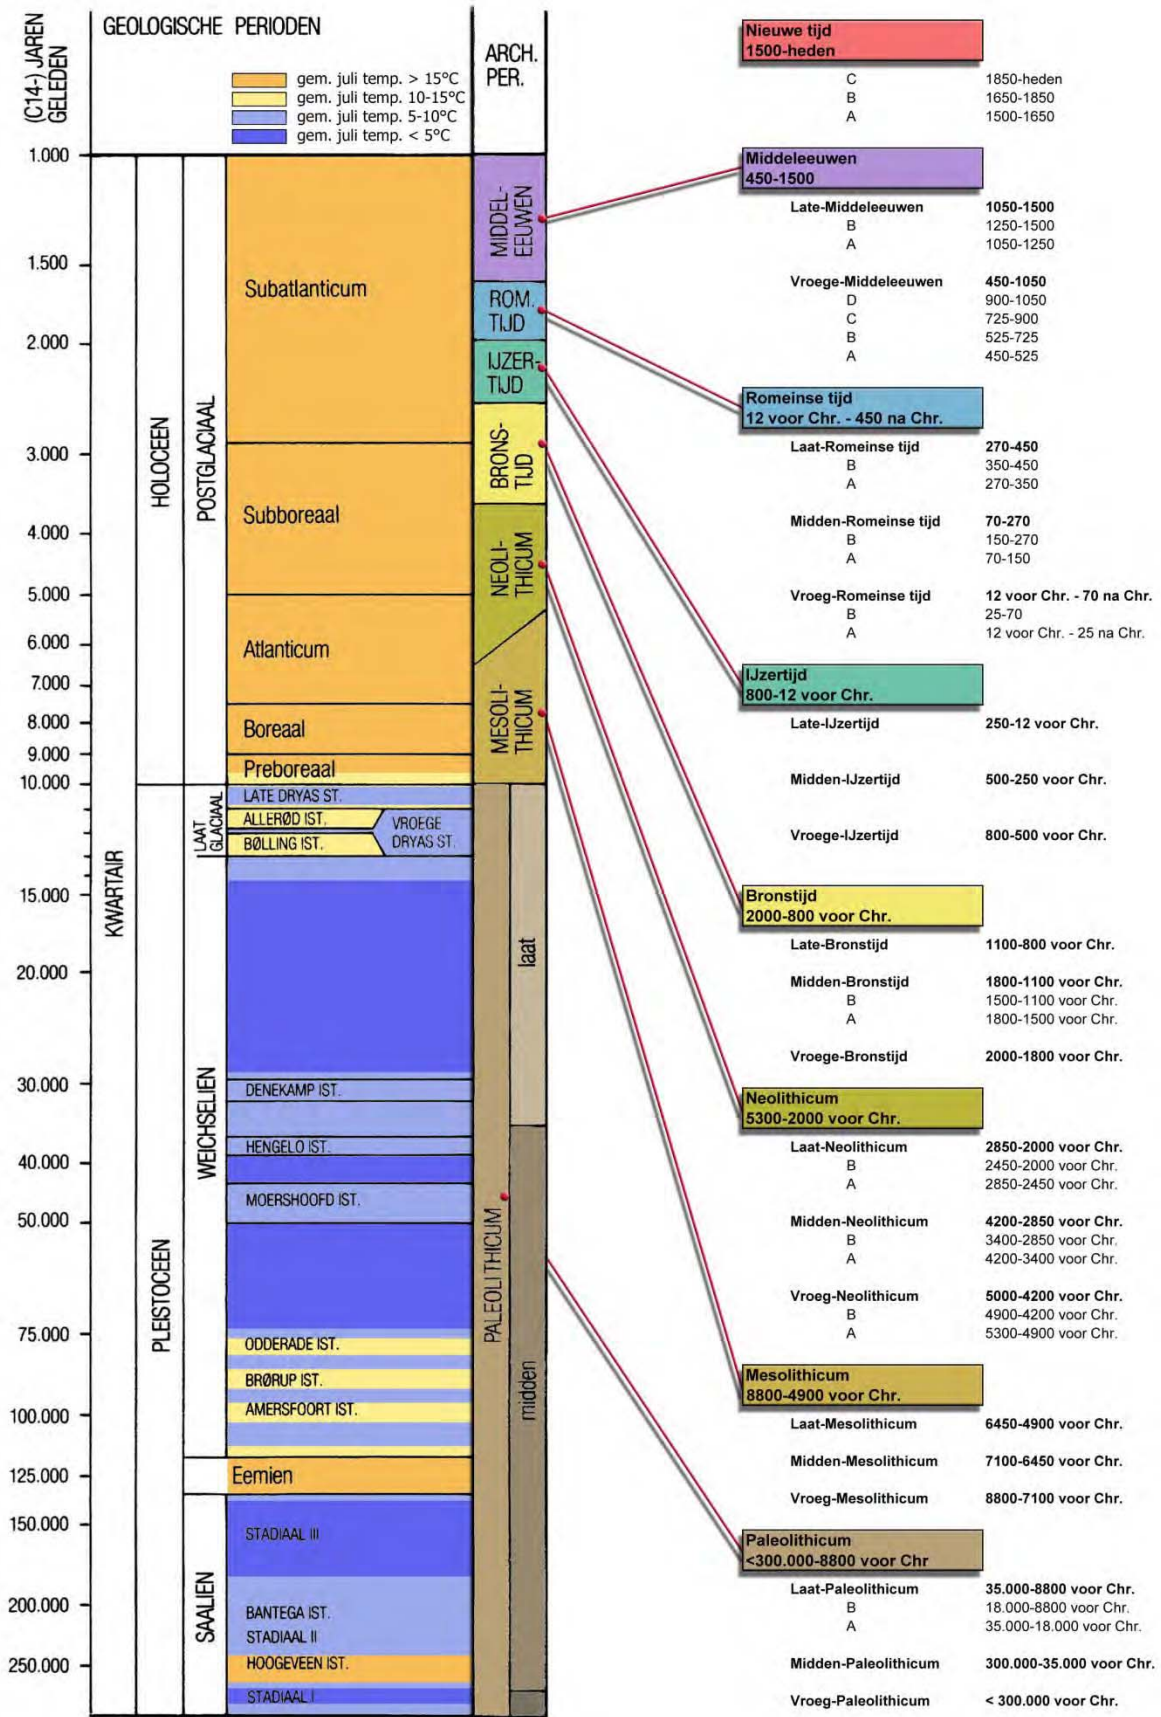 (C14-) JAREN
GELEDEN
GEOLOGISCHE PERIODEN
gem. juli temp. > 15°C
gem. juli temp. 10-15°C
gem. juli temp. 5-10°C
gem. juli temp. < 5°C
ARCH.
PER.
1.000
1.500
2.000
3.000
4.000
5.000
6.000
7.000
8.000
9.000
10.000
15.000
20.000
30.000
40.000
50.000
75.000
100.000
125.000
150.000
200.000
250.000
KWARTAIR
HOLOCEEN
PLEISTOCEEN
POSTGLACIAAL
LAAT
GLACIAAL
WEICHSELIEN
SAALIEN
Subatlanticum
Subboreaal
Atlanticum
Boreaal
Preboreaal
LATE DRYAS ST.
ALLERØD IST.
VROEGE
DRYAS ST.
BØLLING IST.
DENEKAMP IST.
HENGELO IST.
MOERSHOOFD IST.
ODDERADE IST.
BRØRUP IST.
AMERSFOORT IST.
Eemien
STADIAAL III
BANTEGA IST.
STADIAAL II
HOOGEVEEN IST.
STADIAAL I
MIDDEL-
EEUWEN
ROM.
TIJD
IJZER-
TIJD
BRONS-
TIJD
NEOLI-
THICUM
MESOLI-
THICUM
PALEOLITHICUM
laat
midden
Nieuwe tijd
1500-heden
C 1850-heden
B 1650-1850
A 1500-1650
Middeleeuwen
450-1500
Late-Middeleeuwen 1050-1500
B 1250-1500
A 1050-1250
Vroege-Middeleeuwen 450-1050
D 900-1050
C 725-900
B 525-725
A 450-525
Romeinse tijd
12 voor Chr. - 450 na Chr.
Laat-Romeinse tijd 270-450
B 350-450
A 270-350
Midden-Romeinse tijd 70-270
B 150-270
A 70-150
Vroeg-Romeinse tijd 12 voor Chr. - 70 na Chr.
B 25-70
A 12 voor Chr. - 25 na Chr.
IJzertijd
800-12 voor Chr.
Late-IJzertijd 250-12 voor Chr.
Midden-IJzertijd 500-250 voor Chr.
Vroege-IJzertijd 800-500 voor Chr.
Bronstijd
2000-800 voor Chr.
Late-Bronstijd 1100-800 voor Chr.
Midden-Bronstijd 1800-1100 voor Chr.
B 1500-1100 voor Chr.
A 1800-1500 voor Chr.
Vroege-Bronstijd 2000-1800 voor Chr.
Neolithicum
5300-2000 voor Chr.
Laat-Neolithicum 2850-2000 voor Chr.
B 2450-2000 voor Chr.
A 2850-2450 voor Chr.
Midden-Neolithicum 4200-2850 voor Chr.
B 3400-2850 voor Chr.
A 4200-3400 voor Chr.
Vroeg-Neolithicum 5000-4200 voor Chr.
B 4900-4200 voor Chr.
A 5300-4900 voor Chr.
Mesolithicum
8800-4900 voor Chr.
Laat-Mesolithicum 6450-4900 voor Chr.
Midden-Mesolithicum 7100-6450 voor Chr.
Vroeg-Mesolithicum 8800-7100 voor Chr.
Paleolithicum
<300.000-8800 voor Chr
Laat-Paleolithicum 35.000-8800 voor Chr.
B 18.000-8800 voor Chr.
A 35.000-18.000 voor Chr.
Midden-Paleolithicum 300.000-35.000 voor Chr.
Vroeg-Paleolithicum < 300.000 voor Chr.